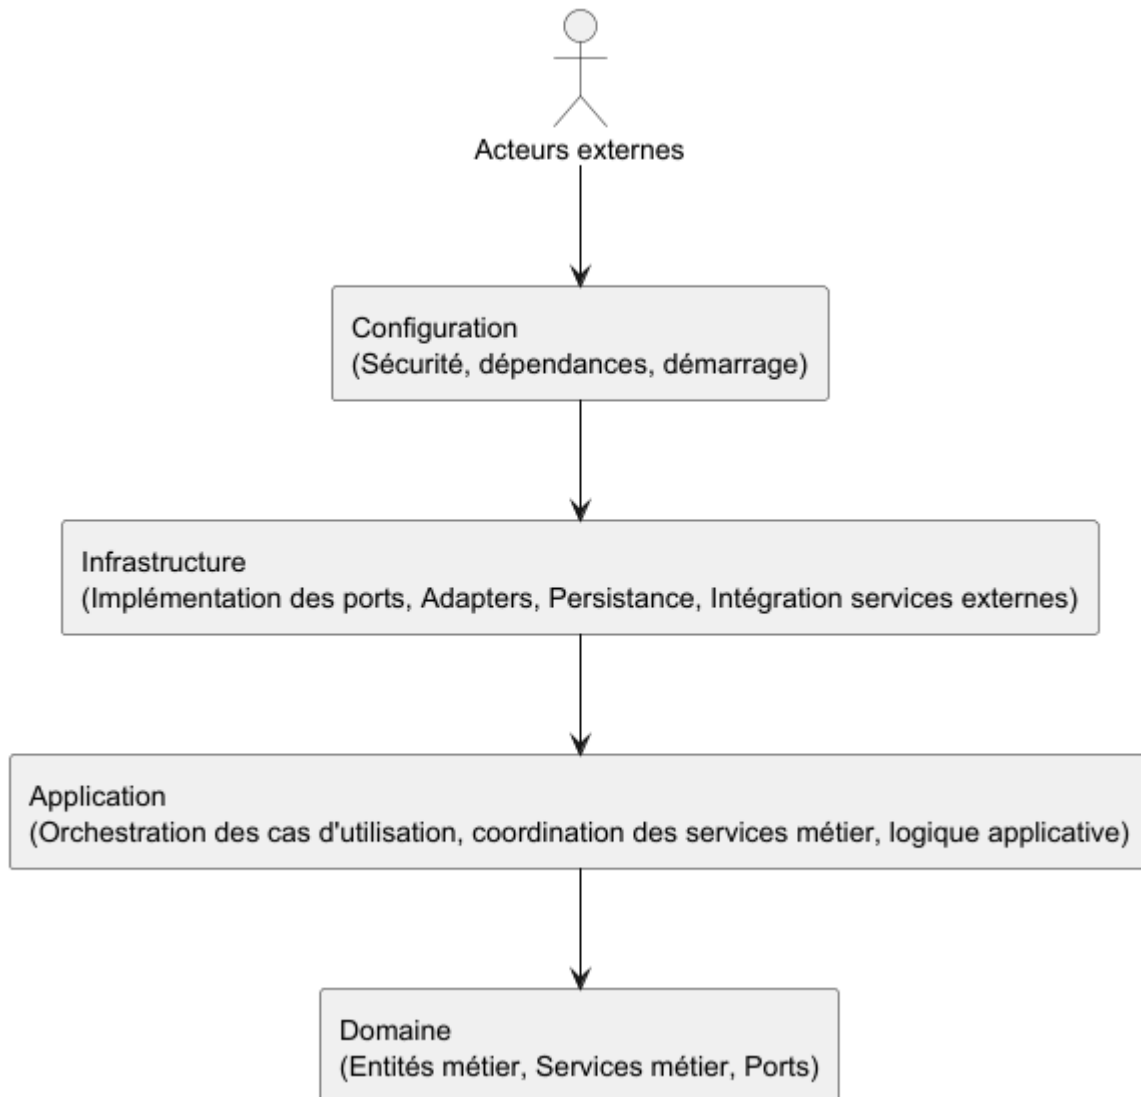 Acteurs externes
Configuration
(Sécurité, dépendances, démarrage)
Infrastructure
(Implémentation des ports, Adapters, Persistance, Intégration services externes)
Application
(Orchestration des cas d'utilisation, coordination des services métier, logique applicative)
Domaine
(Entités métier, Services métier, Ports)